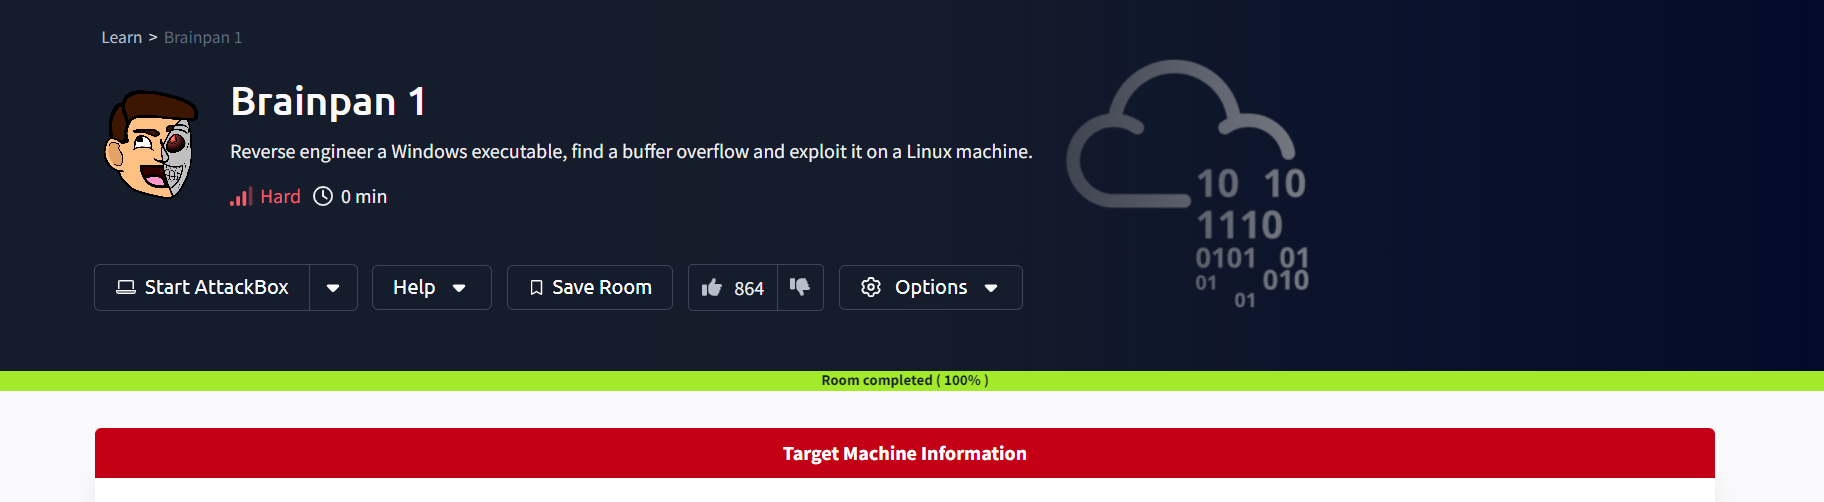 Learn > Brainpan 1
Brainpan 1
Reverse engineer a Windows executable, find a buffer overflow and exploit it on a Linux machine.
Hard 0 min
10 10
1110
0101 01
01 010
01
Start AttackBox Help Save Room 864 Options
Room completed ( 100% )
Target Machine Information